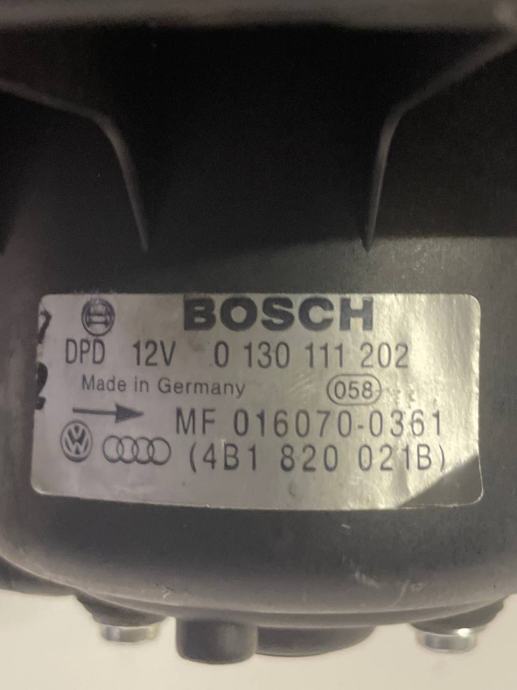 BOSCH
DPD 12V 0 130 111 202
Made in Germany 058
MF 016070-0361
(4B1 820 021B)